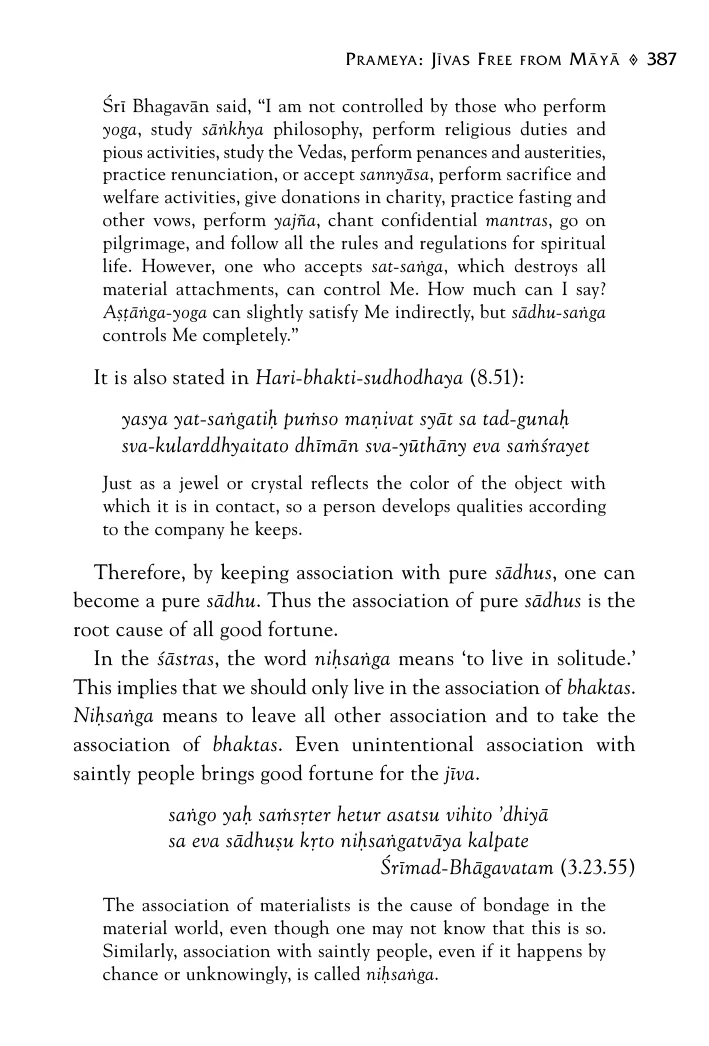 Prameya: Jīvas Free from Māyā ◈ 387
Śrī Bhagavān said, “I am not controlled by those who perform
yoga, study sāṅkhya philosophy, perform religious duties and
pious activities, study the Vedas, perform penances and austerities,
practice renunciation, or accept sannyāsa, perform sacrifice and
welfare activities, give donations in charity, practice fasting and
other vows, perform yajña, chant confidential mantras, go on
pilgrimage, and follow all the rules and regulations for spiritual
life. However, one who accepts sat-saṅga, which destroys all
material attachments, can control Me. How much can I say?
Aṣṭāṅga-yoga can slightly satisfy Me indirectly, but sādhu-saṅga
controls Me completely.”
It is also stated in Hari-bhakti-sudhodhaya (8.51):
yasya yat-saṅgatiḥ puṁso maṇivat syāt sa tad-gunaḥ
sva-kularddhyaitato dhīmān sva-yūthāny eva saṁśrayet
Just as a jewel or crystal reflects the color of the object with
which it is in contact, so a person develops qualities according
to the company he keeps.
Therefore, by keeping association with pure sādhus, one can
become a pure sādhu. Thus the association of pure sādhus is the
root cause of all good fortune.
In the śāstras, the word niḥsaṅga means ‘to live in solitude.’
This implies that we should only live in the association of bhaktas.
Niḥsaṅga means to leave all other association and to take the
association of bhaktas. Even unintentional association with
saintly people brings good fortune for the jīva.
saṅgo yaḥ saṁsṛter hetur asatsu vihito ’dhiyā
sa eva sādhuṣu kṛto niḥsaṅgatvāya kalpate
Śrīmad-Bhāgavatam (3.23.55)
The association of materialists is the cause of bondage in the
material world, even though one may not know that this is so.
Similarly, association with saintly people, even if it happens by
chance or unknowingly, is called niḥsaṅga.